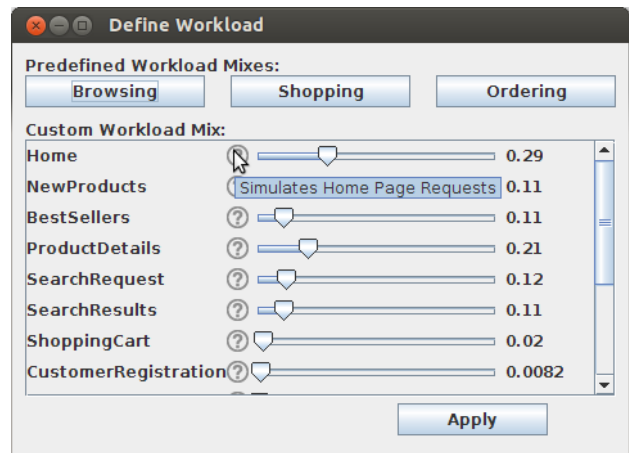 Define Workload
Predefined Workload Mixes:
Browsing Shopping Ordering
Custom Workload Mix:
Home 0.29
NewProducts Simulates Home Page Requests 0.11
BestSellers ? 0.11
ProductDetails ? 0.21
SearchRequest ? 0.12
SearchResults ? 0.11
ShoppingCart ? 0.02
CustomerRegistration ? 0.0082
Apply